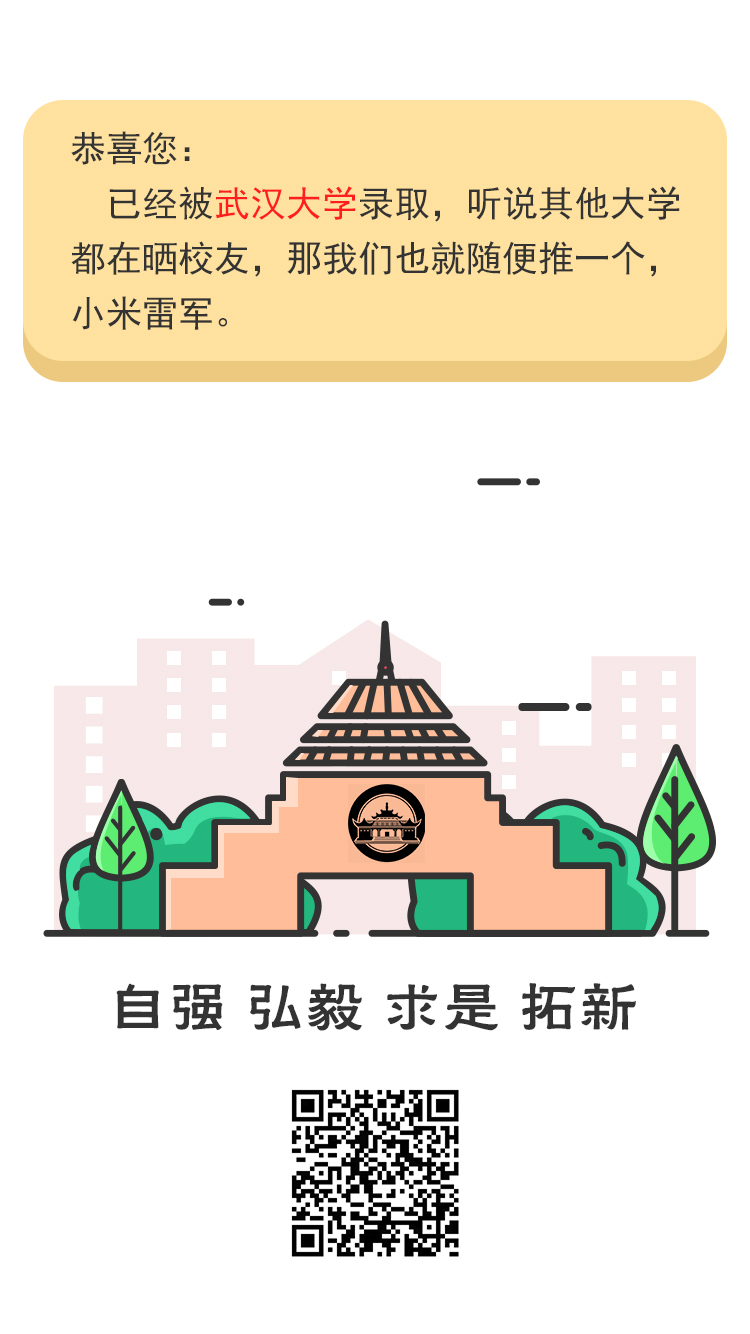 恭喜您：
已经被武汉大学录取，听说其他大学
都在晒校友，那我们也就随便推一个，
小米雷军。
自强 弘毅 求是 拓新